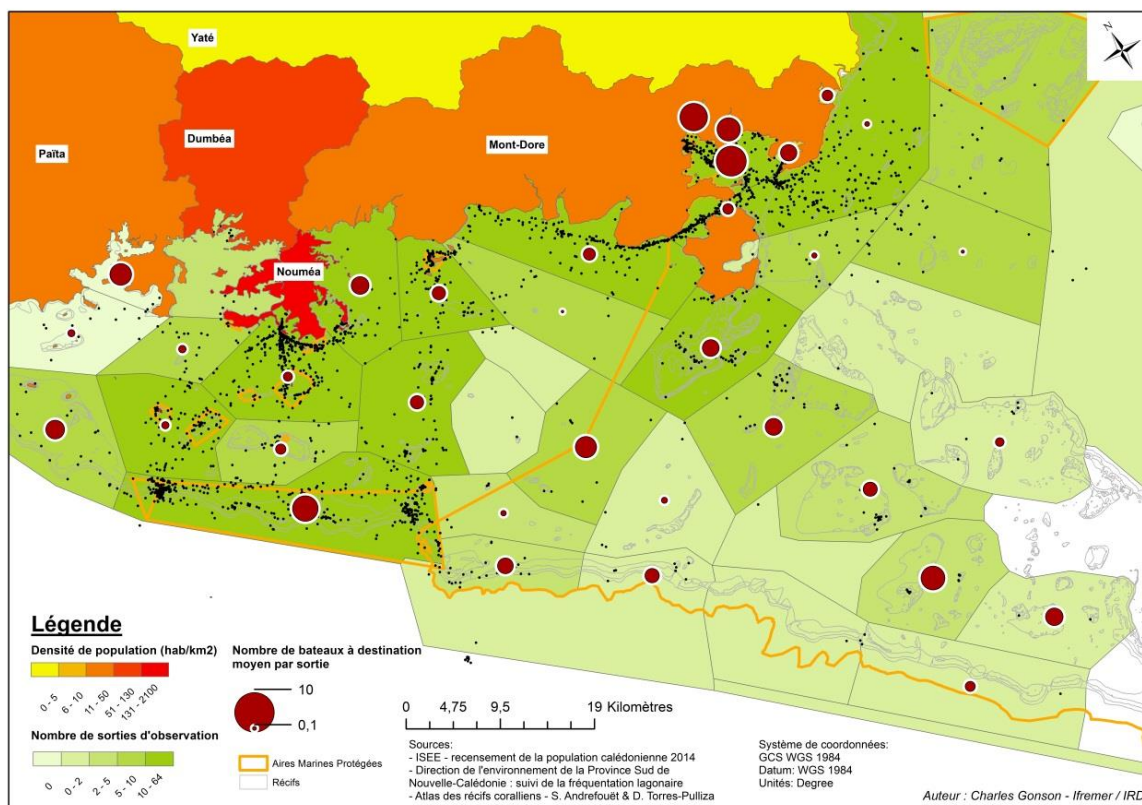 Yaté
Dumbéa
Païta
Mont-Dore
Nouméa
N
Légende
Densité de population (hab/km2)
0 - 5
6 - 10
11 - 50
51 - 130
131 - 2100
Nombre de sorties d'observation
0
0 - 2
2 - 5
5 - 10
10 - 64
Nombre de bateaux à destination
moyen par sortie
10
0,1
Aires Marines Protégées
Récifs
0 4,75 9,5 19 Kilomètres
Sources:
- ISEE - recensement de la population calédonienne 2014
- Direction de l'environnement de la Province Sud de
Nouvelle-Calédonie : suivi de la fréquentation lagonaire
- Atlas des récifs coralliens - S. Andrefouët & D. Torres-Pulliza
Système de coordonnées:
GCS WGS 1984
Datum: WGS 1984
Unités: Degree
Auteur : Charles Gonson - Ifremer / IRD